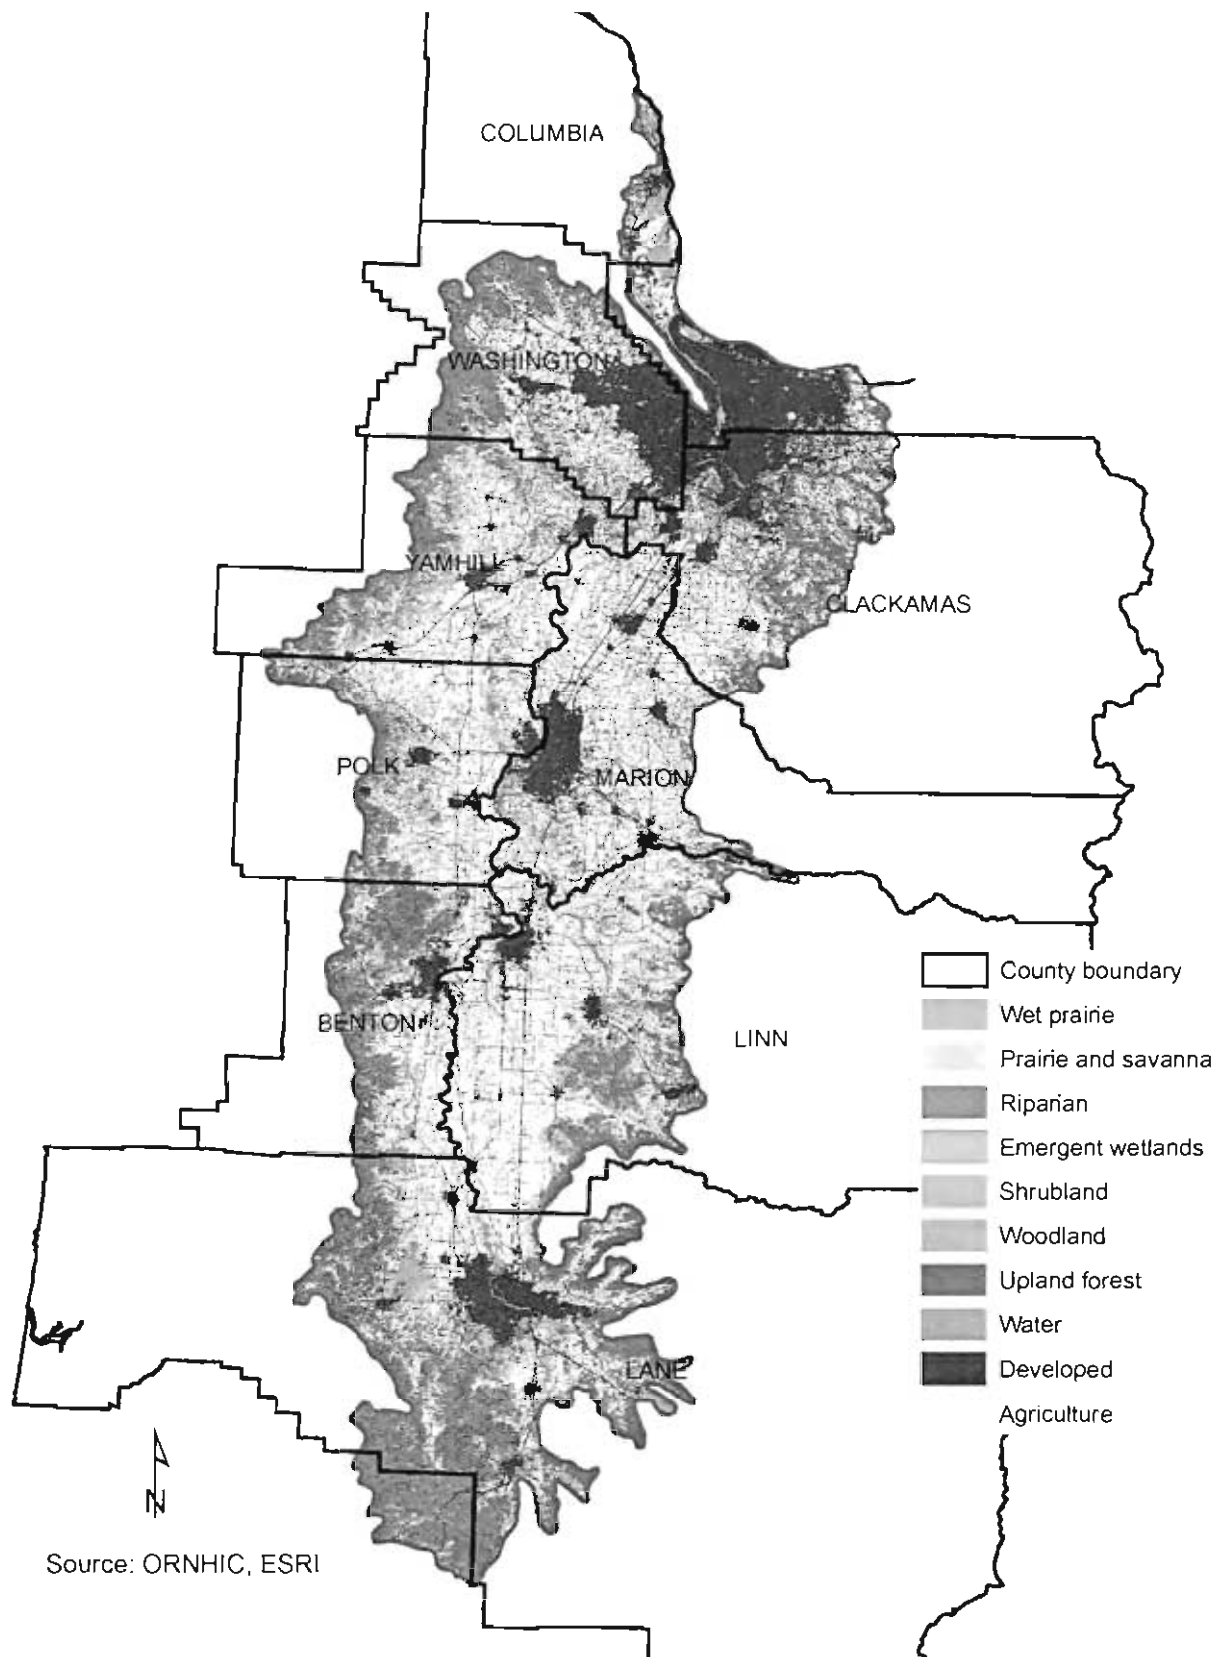 COLUMBIA
WASHINGTON
YAMHILL
CLACKAMAS
POLK
MARION
BENTON
LINN
LANE
County boundary
Wet prairie
Prairie and savanna
Riparian
Emergent wetlands
Shrubland
Woodland
Upland forest
Water
Developed
Agriculture
N
Source: ORNHIC, ESRI